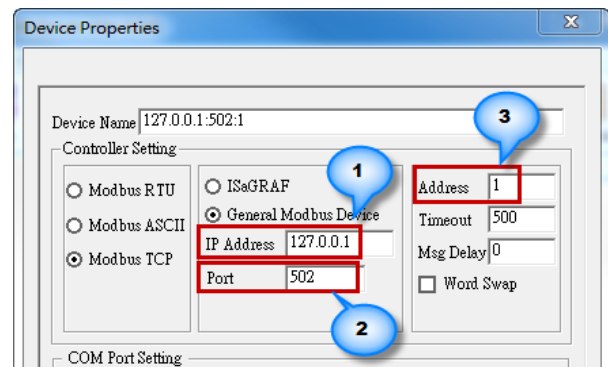 Device Properties
X
Device Name 127.0.0.1:502:1
Controller Setting
Modbus RTU
Modbus ASCII
Modbus TCP
ISaGRAF
General Modbus Device
IP Address 127.0.0.1
Port 502
Address 1
Timeout 500
Msg Delay 0
Word Swap
1
2
3
COM Port Setting